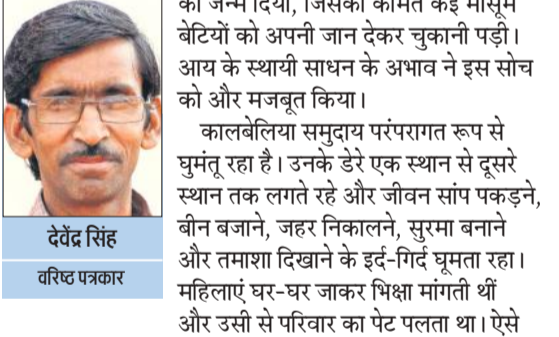 को जन्म दिया, जिसकी कीमत कई मासूम
बेटियों को अपनी जान देकर चुकानी पड़ी।
आय के स्थायी साधन के अभाव ने इस सोच
को और मजबूत किया।
कालबेलिया समुदाय परंपरागत रूप से
घुमंतू रहा है। उनके डेरे एक स्थान से दूसरे
स्थान तक लगते रहे और जीवन सांप पकड़ने,
बीन बजाने, जहर निकालने, सुरमा बनाने
और तमाशा दिखाने के इर्द-गिर्द घूमता रहा।
महिलाएं घर-घर जाकर भिक्षा मांगती थीं
और उसी से परिवार का पेट पलता था। ऐसे
देवेंद्र सिंह
वरिष्ठ पत्रकार